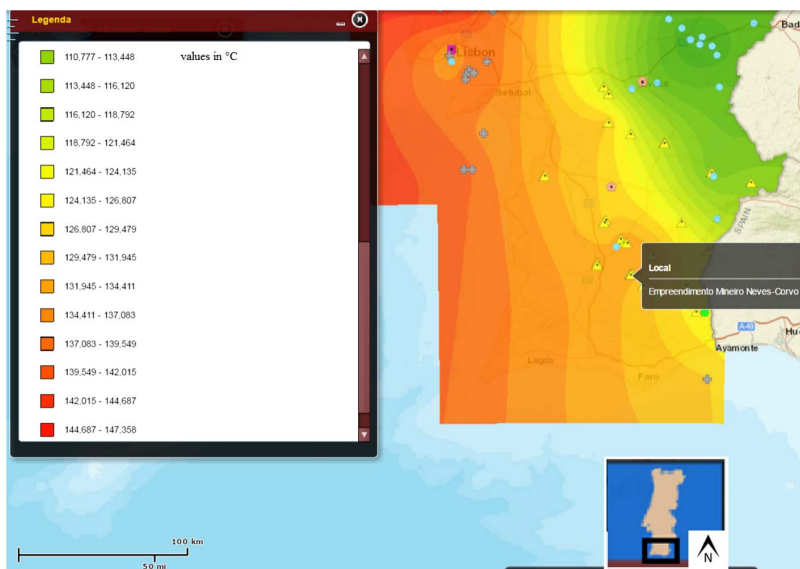 Legenda
110,777 - 113,448
values in °C
113,448 - 116,120
116,120 - 118,792
118,792 - 121,464
121,464 - 124,135
124,135 - 126,807
126,807 - 129,479
129,479 - 131,945
131,945 - 134,411
134,411 - 137,083
137,083 - 139,549
139,549 - 142,015
142,015 - 144,687
144,687 - 147,358
Lisbon
Setubal
Bad
SPAIN
Local
Empreendimento Mineiro Neves-Corvo
A-49
Hu
Ayamonte
Lagos
Faro
100 km
50 mi
N